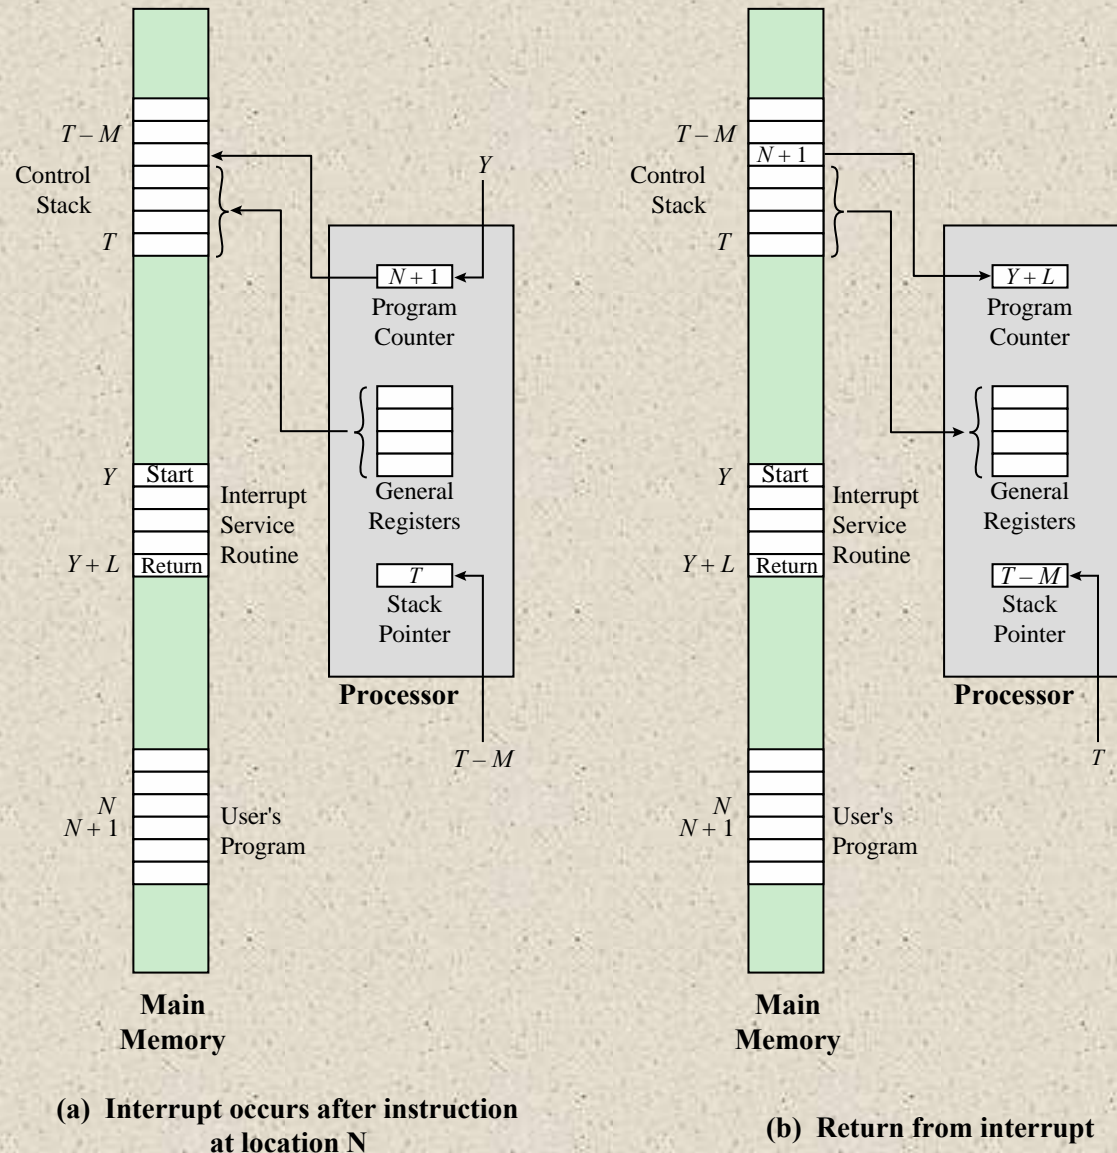 T – M
Control
Stack
T
Y
N + 1
Program
Counter
General
Registers
Y
Start
Interrupt
Service
Routine
Y + L
Return
T
Stack
Pointer
Processor
T – M
N
N + 1
User's
Program
Main
Memory
(a) Interrupt occurs after instruction
at location N
T – M
N + 1
Control
Stack
T
Y + L
Program
Counter
General
Registers
Y
Start
Interrupt
Service
Routine
Y + L
Return
T – M
Stack
Pointer
Processor
T
N
N + 1
User's
Program
Main
Memory
(b) Return from interrupt